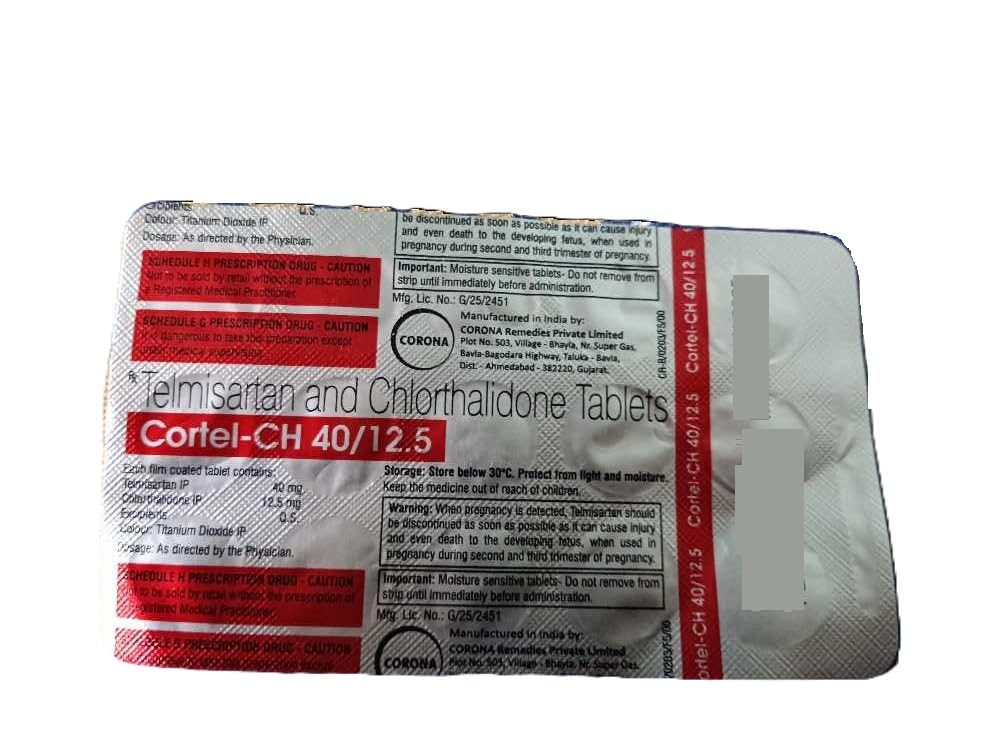 Excipients Q.S.
Colour: Titanium Dioxide IP
Dosage: As directed by the Physician.
SCHEDULE H PRESCRIPTION DRUG - CAUTION
Not to be sold by retail without the prescription of
a Registered Medical Practitioner.
SCHEDULE G PRESCRIPTION DRUG - CAUTION
It is dangerous to take this preparation except
under medical supervision.
be discontinued as soon as possible as it can cause injury
and even death to the developing fetus, when used in
pregnancy during second and third trimester of pregnancy.
Important: Moisture sensitive tablets- Do not remove from
strip until immediately before administration.
Mfg. Lic. No.: G/25/2451
CORONA
Manufactured in India by:
CORONA Remedies Private Limited
Plot No. 503, Village - Bhayla, Nr. Super Gas,
Bavla-Bagodara Highway, Taluka - Bavla,
Dist. - Ahmedabad - 382220, Gujarat.
CR-B/0203/FS/00
Rx Telmisartan and Chlorthalidone Tablets
Cortel-CH 40/12.5
Each film coated tablet contains:
Telmisartan IP 40 mg
Chlorthalidone IP 12.5 mg
Excipients Q.S.
Colour: Titanium Dioxide IP
Dosage: As directed by the Physician.
SCHEDULE H PRESCRIPTION DRUG - CAUTION
Not to be sold by retail without the prescription of
a Registered Medical Practitioner.
PRESCRIPTION DRUG - CAUTION
preparation except
Storage: Store below 30°C. Protect from light and moisture.
Keep the medicine out of reach of children.
Warning: When pregnancy is detected, Telmisartan should
be discontinued as soon as possible as it can cause injury
and even death to the developing fetus, when used in
pregnancy during second and third trimester of pregnancy.
Important: Moisture sensitive tablets- Do not remove from
strip until immediately before administration.
Mfg. Lic. No.: G/25/2451
CORONA
Manufactured in India by:
CORONA Remedies Private Limited
Plot No. 503, Village - Bhayla, Nr. Super Gas,
/0203/FS/00
Cortel-CH 40/12.5
Cortel-CH 40/12.5
Cortel-CH 40/12.5